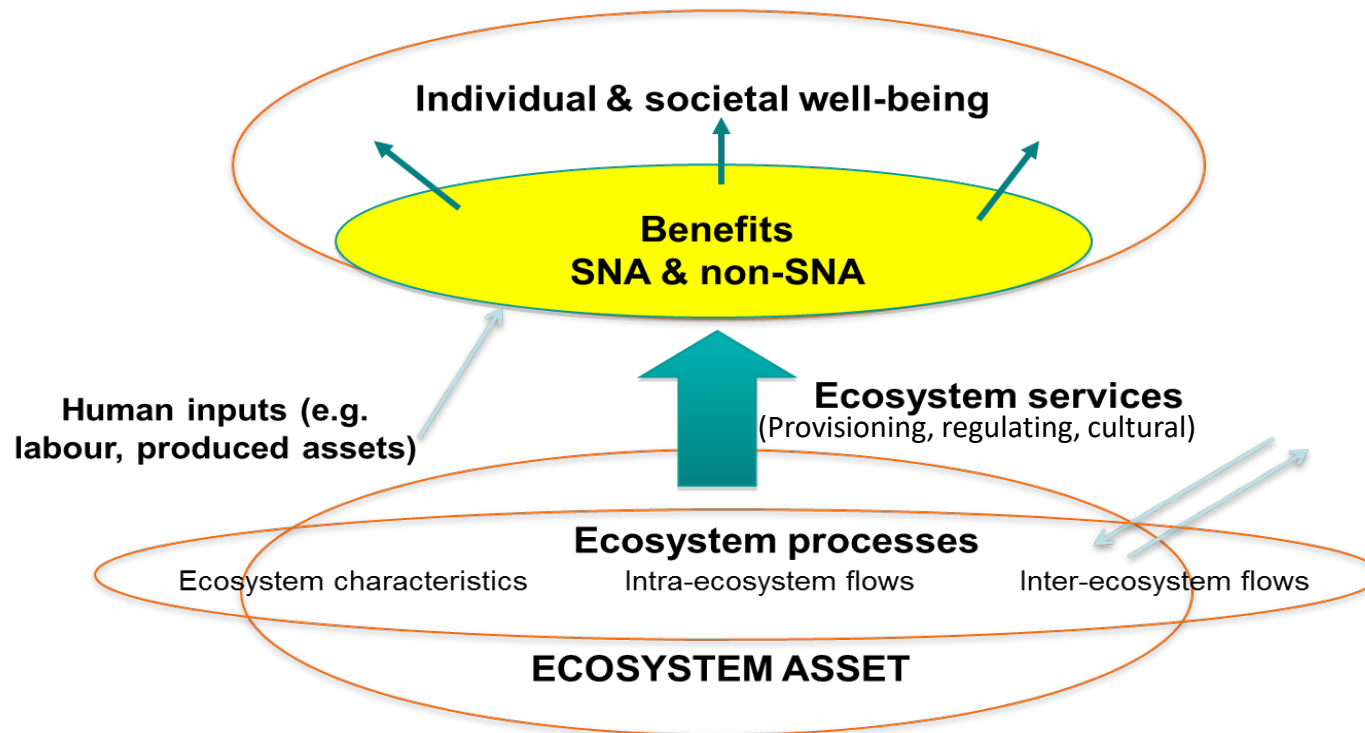 Individual & societal well-being
Benefits
SNA & non-SNA
Human inputs (e.g.
labour, produced assets)
Ecosystem services
(Provisioning, regulating, cultural)
Ecosystem processes
Ecosystem characteristics
Intra-ecosystem flows
Inter-ecosystem flows
ECOSYSTEM ASSET